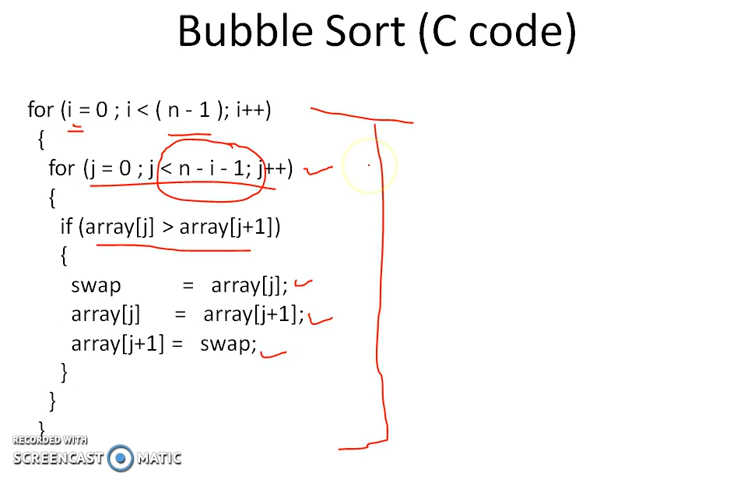 Bubble Sort (C code)
for (i = 0 ; i < ( n - 1 ); i++)
{
for (j = 0 ; j < n - i - 1; j++)
{
if (array[j] > array[j+1])
{
swap = array[j];
array[j] = array[j+1];
array[j+1] = swap;
}
}
}
RECORDED WITH
SCREENCAST MATIC